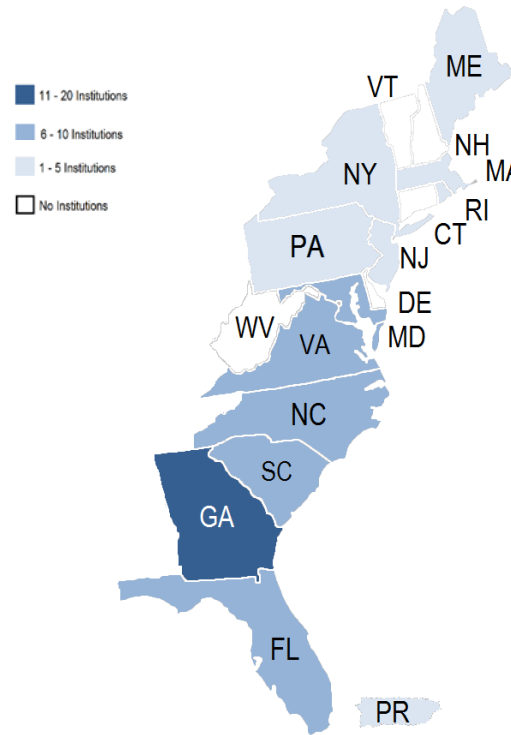 11 - 20 Institutions
6 - 10 Institutions
1 - 5 Institutions
No Institutions
ME
VT
NH
MA
NY
RI
CT
PA
NJ
DE
WV
MD
VA
NC
SC
GA
FL
PR